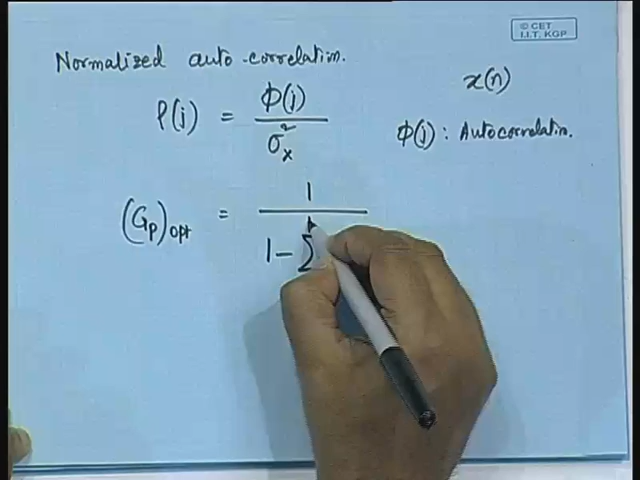 © CET
I.I.T. KGP
Normalized auto-correlation.
x(n)
ρ(j) = φ(j) / σx²
φ(j) : Autocorrelation.
(Gp)opt = 1 / 1 - Σ